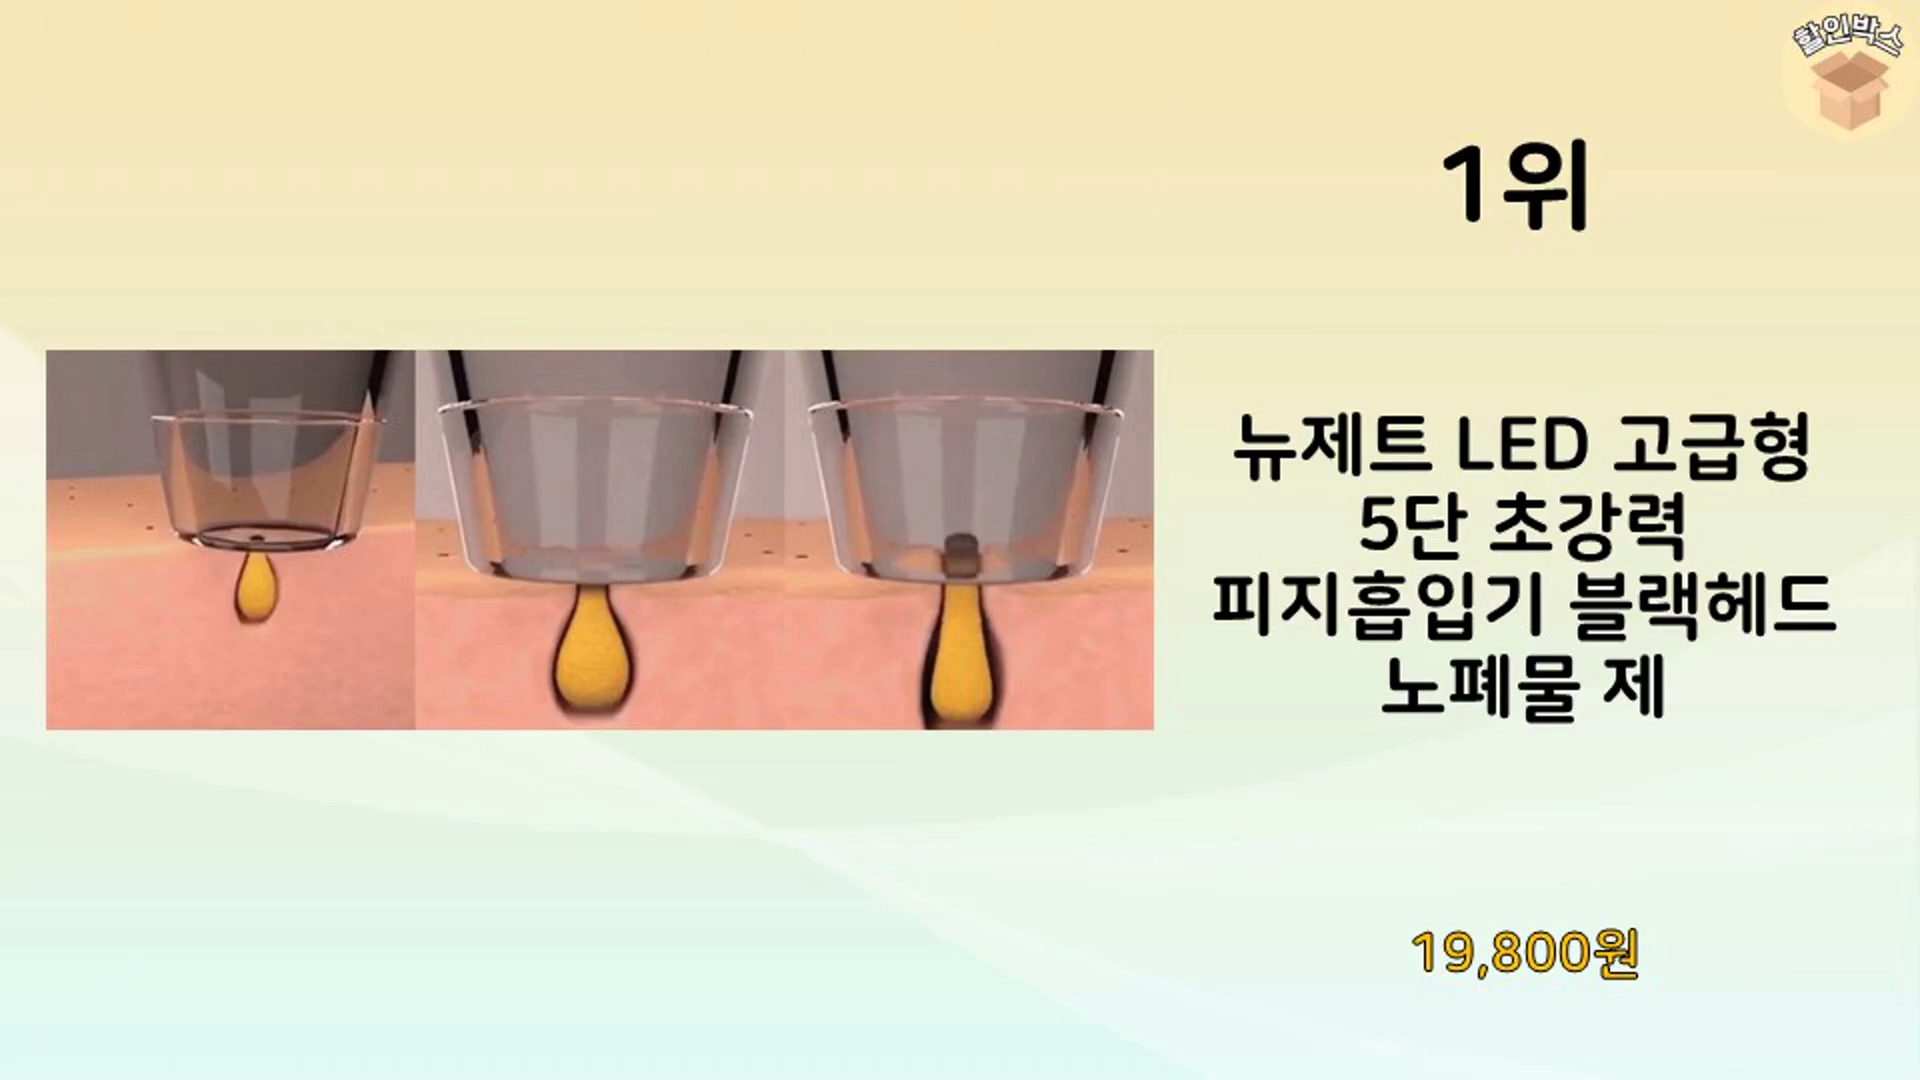 할인박스
1위
뉴제트 LED 고급형
5단 초강력
피지흡입기 블랙헤드
노폐물 제
19,800원